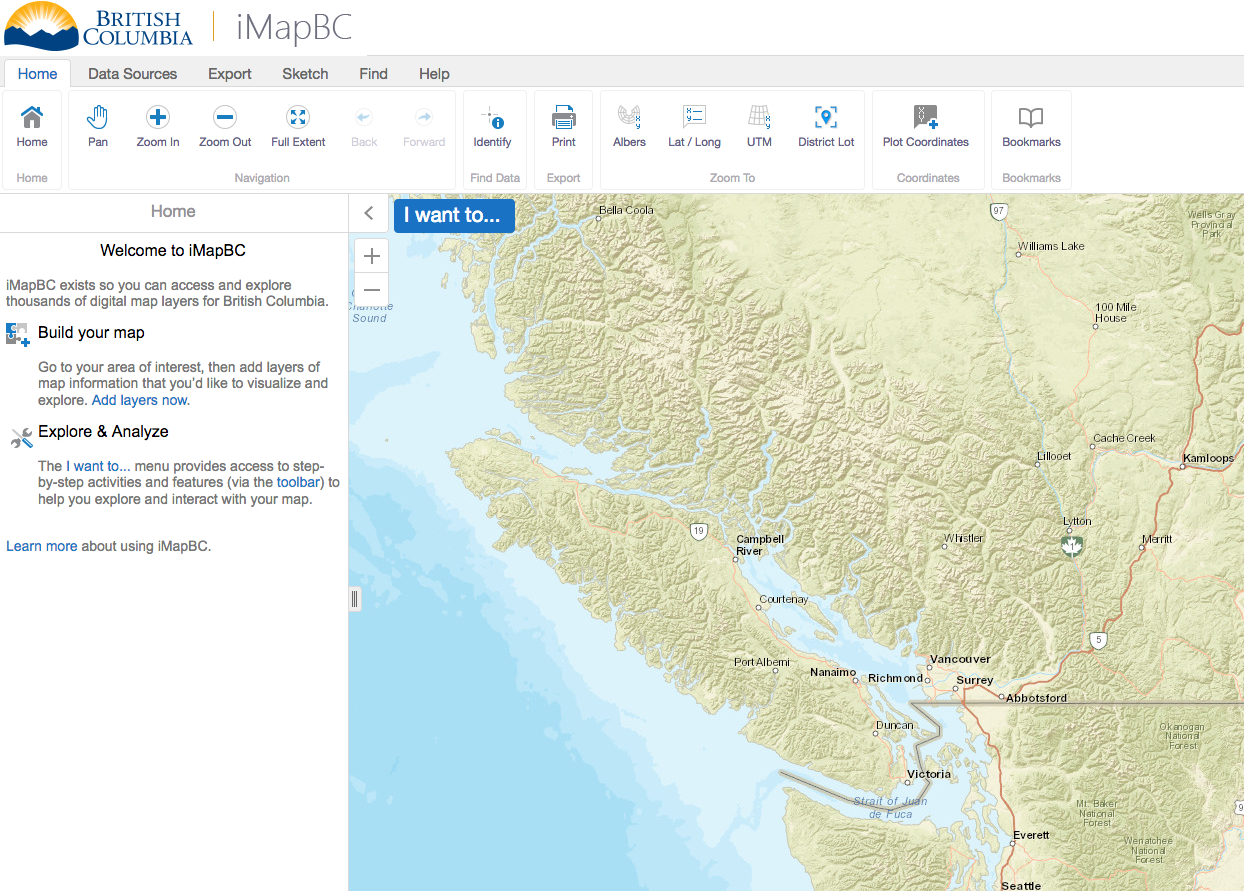 BRITISH
COLUMBIA
iMapBC
Home Data Sources Export Sketch Find Help
Home Pan Zoom In Zoom Out Full Extent Back Forward Identify Print Albers Lat / Long UTM District Lot Plot Coordinates Bookmarks
Home Navigation Find Data Export Zoom To Coordinates Bookmarks
Home
I want to...
Welcome to iMapBC
iMapBC exists so you can access and explore
thousands of digital map layers for British Columbia.
Build your map
Go to your area of interest, then add layers of
map information that you'd like to visualize and
explore. Add layers now.
Explore & Analyze
The I want to... menu provides access to step-
by-step activities and features (via the toolbar) to
help you explore and interact with your map.
Learn more about using iMapBC.
Bella Coola
97
Wells Gray
Provincial
Park
Williams Lake
Charlotte
Sound
100 Mile
House
Cache Creek
Lillooet
Kamloops
19
Lytton
1
Campbell
River
Whistler
Merritt
Courtenay
5
Port Alberni
Vancouver
Nanaimo
Richmond
Surrey
Abbotsford
Duncan
Okanogan
National
Forest
Victoria
Strait of Juan
de Fuca
Mt. Baker
National
Forest
9
Everett
Wenatchee
National
Forest
Seattle